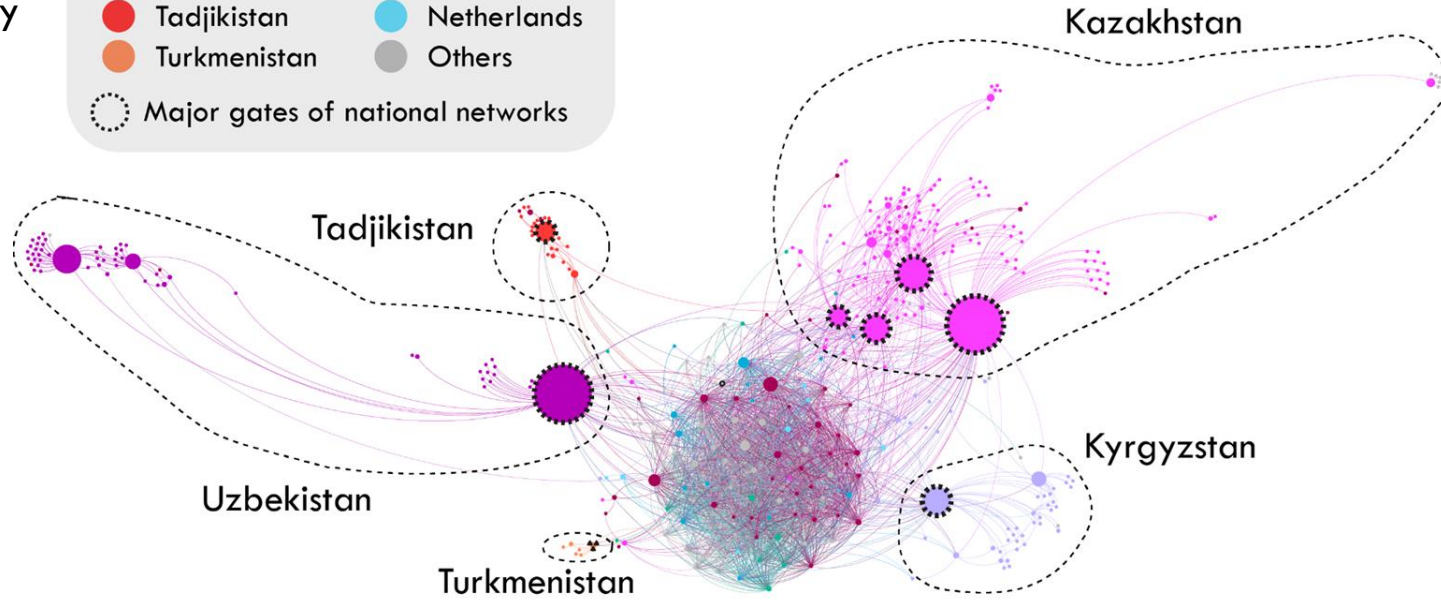 y
Tadjikistan
Netherlands
Turkmenistan
Others
Major gates of national networks
Kazakhstan
Tadjikistan
Kyrgyzstan
Uzbekistan
Turkmenistan